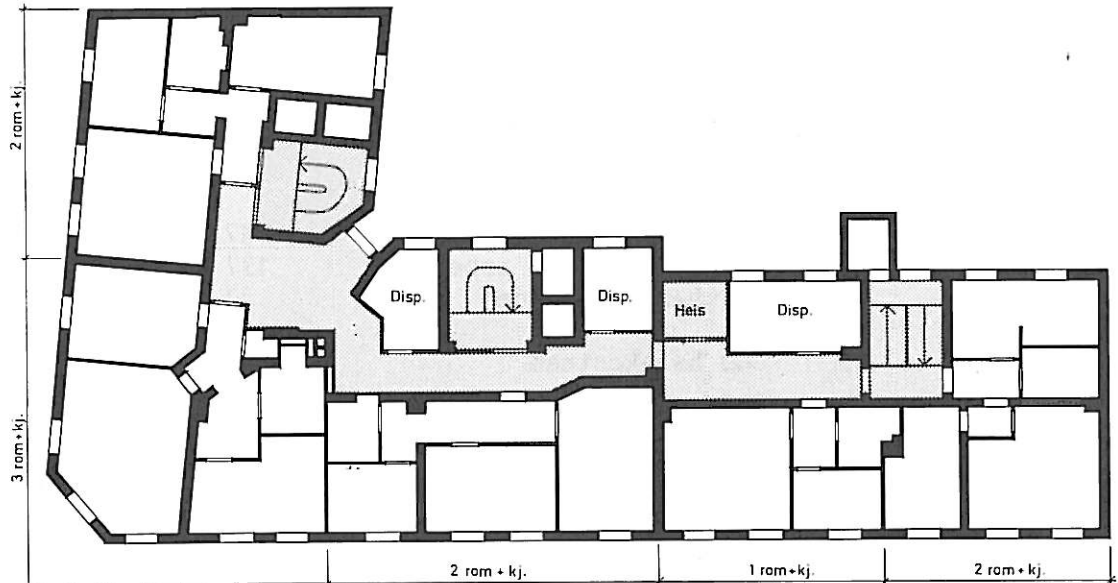 2 rom + kj.
Disp.
Disp.
Heis
Disp.
3 rom + kj.
2 rom + kj.
1 rom + kj.
2 rom + kj.